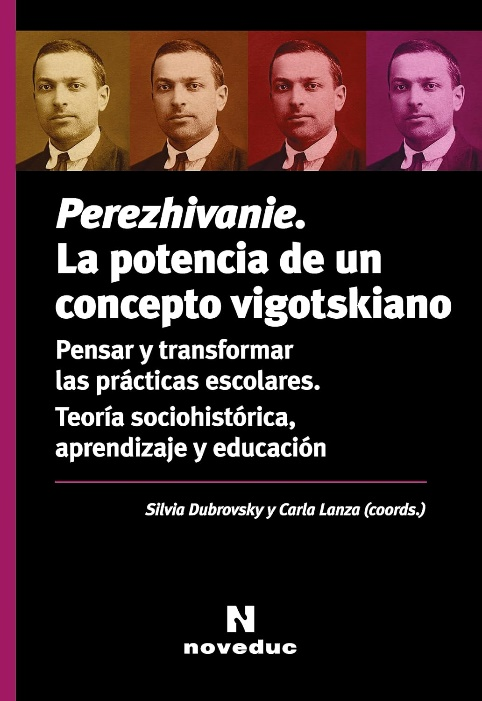 Perezhivanie.
La potencia de un
concepto vigotskiano
Pensar y transformar
las prácticas escolares.
Teoría sociohistórica,
aprendizaje y educación
Silvia Dubrovsky y Carla Lanza (coords.)
N
noveduc